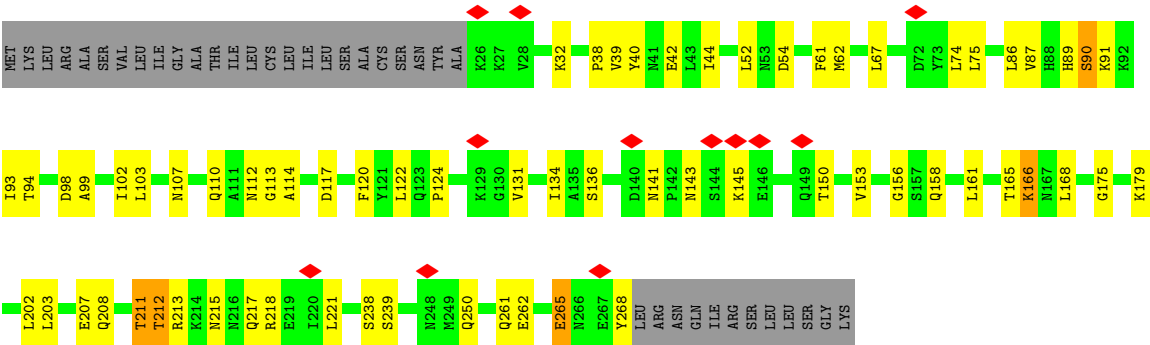 MET LYS LEU ARG ALA SER VAL LEU ILE GLY ALA THR ILE LEU CYS LEU ILE LEU SER ALA CYS SER ASN TYR ALA K26 K27 V28 K32 P38 V39 Y40 N41 E42 L43 I44 L52 N53 D54 F61 M62 L67 D72 Y73 L74 L75 L86 V87 H88 H89 S90 K91 K92
I93 T94 D98 A99 I102 L103 N107 Q110 A111 N112 G113 A114 D117 F120 Y121 L122 Q123 P124 K129 G130 V131 I134 A135 S136 D140 N141 P142 N143 S144 K145 E146 Q149 T150 V153 G156 S157 Q158 L161 T165 K166 N167 L168 G175 K179
L202 L203 E207 Q208 T211 T212 R213 K214 N215 N216 Q217 R218 E219 I220 L221 S238 S239 N248 M249 Q250 Q261 E262 E265 N266 E267 Y268 LEU ARG ASN GLN ILE ARG SER LEU LEU SER GLY LYS